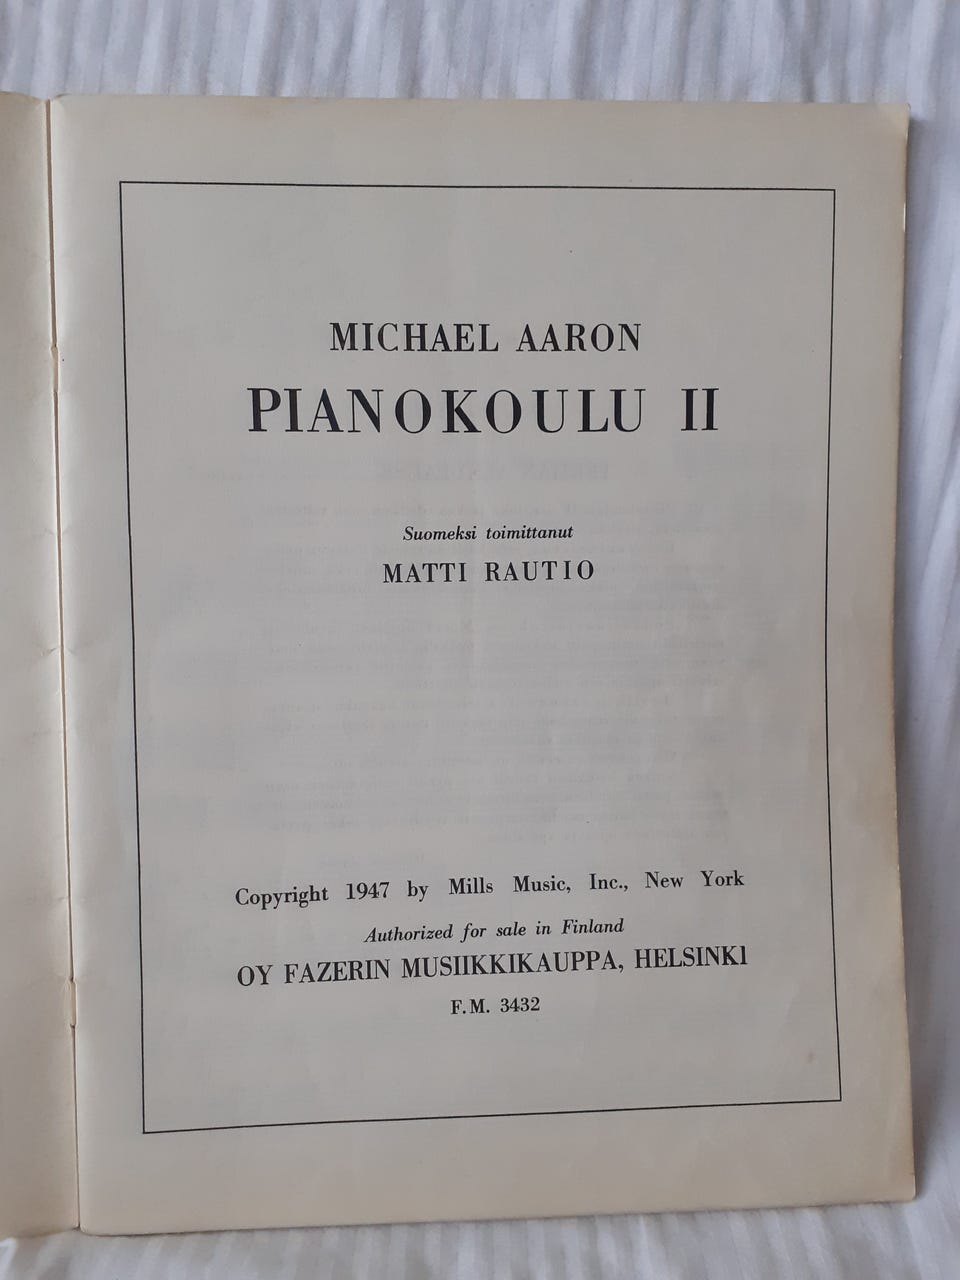 MICHAEL AARON
PIANOKOULU II
Suomeksi toimittanut
MATTI RAUTIO
Copyright 1947 by Mills Music, Inc., New York
Authorized for sale in Finland
OY FAZERIN MUSIIKKIKAUPPA, HELSINKI
F.M. 3432